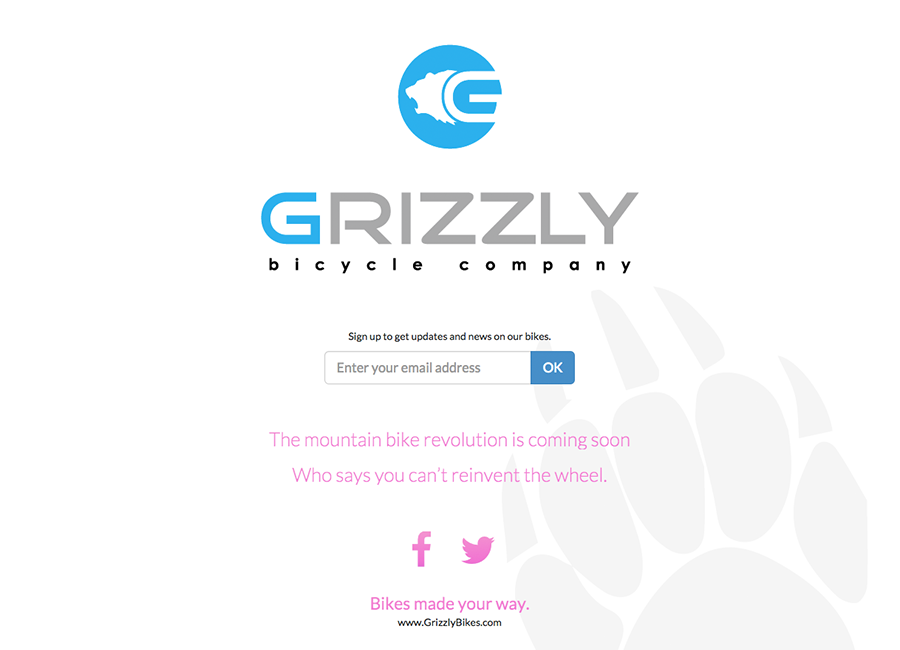 G
GRIZZLY
bicycle company
Sign up to get updates and news on our bikes.
Enter your email address OK
The mountain bike revolution is coming soon
Who says you can't reinvent the wheel.
Bikes made your way.
www.GrizzlyBikes.com